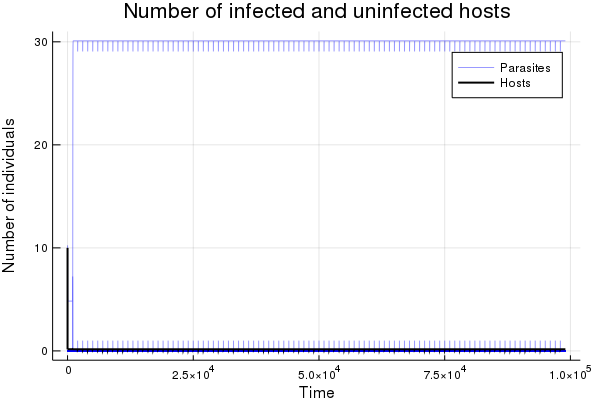 Number of infected and uninfected hosts
Number of individuals
30
20
10
0
Parasites
Hosts
0 2.5×10⁴ 5.0×10⁴ 7.5×10⁴ 1.0×10⁵
Time